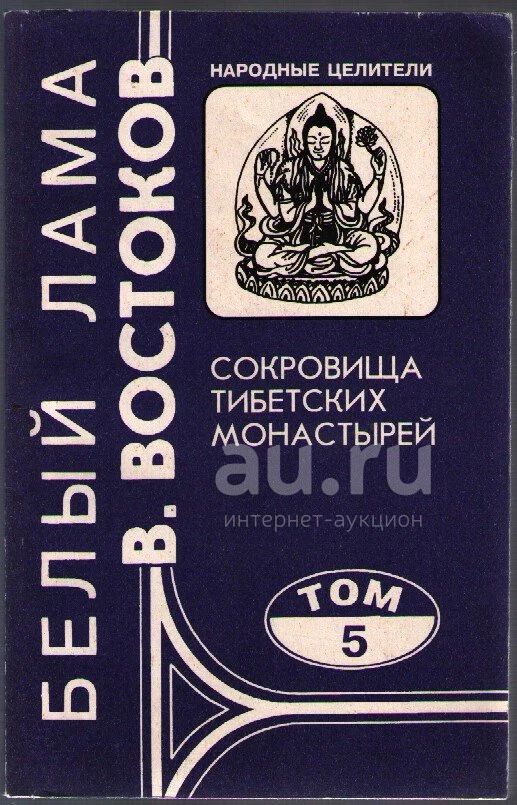 БЕЛЫЙ ЛАМА
В. ВОСТОКОВ
НАРОДНЫЕ ЦЕЛИТЕЛИ
СОКРОВИЩА
ТИБЕТСКИХ
МОНАСТЫРЕЙ
au.ru
интернет-аукцион
ТОМ
5